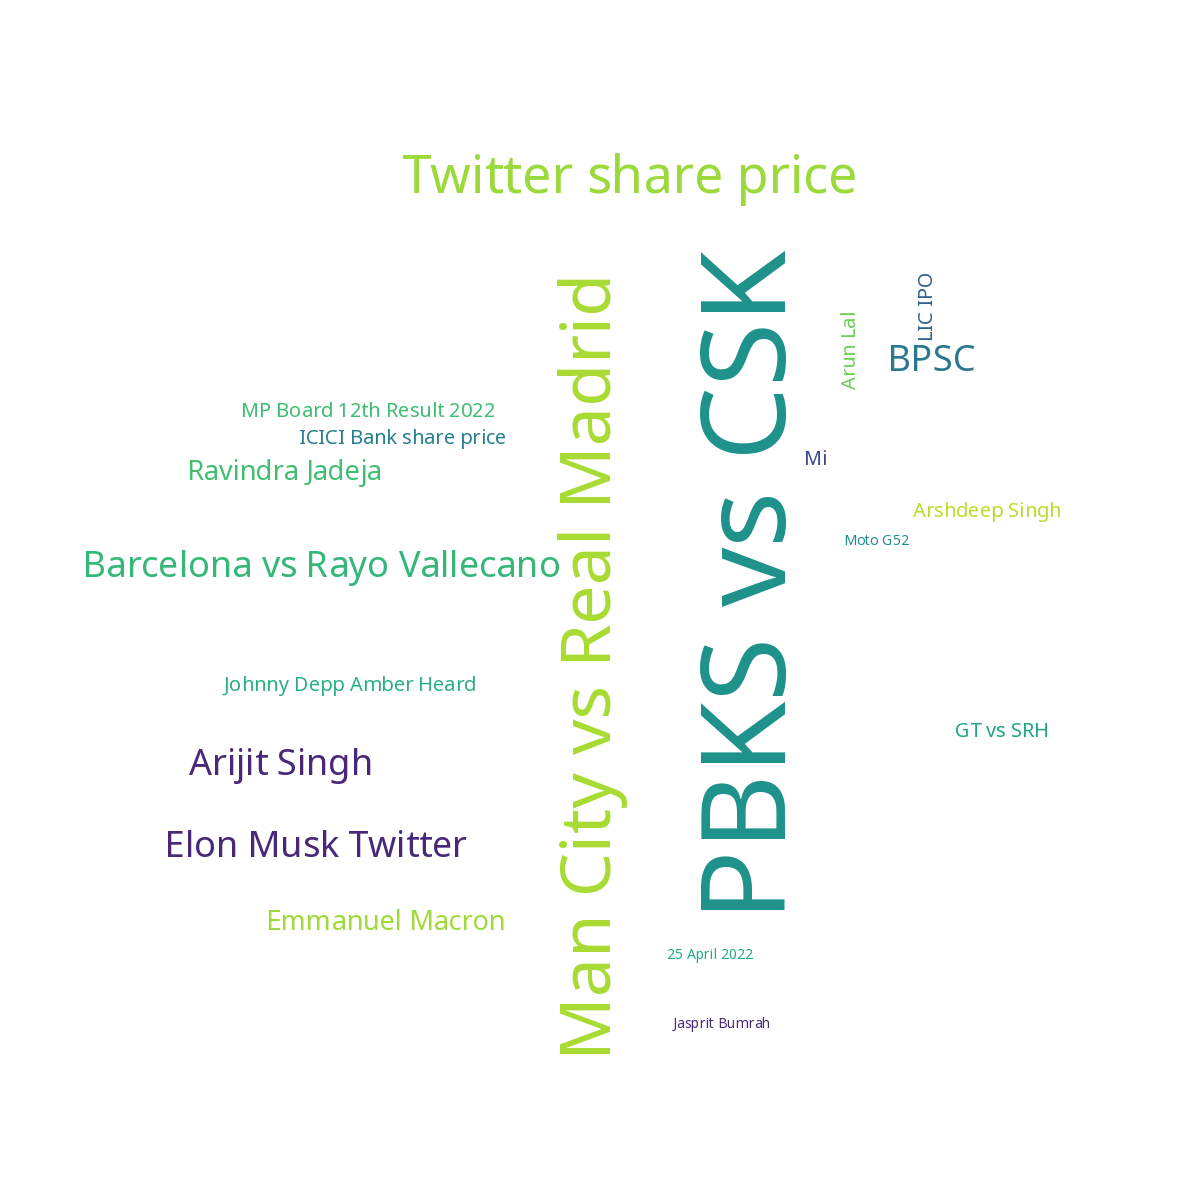 Twitter share price
PBKS vs CSK
Man City vs Real Madrid
LIC IPO
Arun Lal
BPSC
MP Board 12th Result 2022
ICICI Bank share price
Mi
Ravindra Jadeja
Arshdeep Singh
Moto G52
Barcelona vs Rayo Vallecano
Johnny Depp Amber Heard
GT vs SRH
Arijit Singh
Elon Musk Twitter
Emmanuel Macron
25 April 2022
Jasprit Bumrah